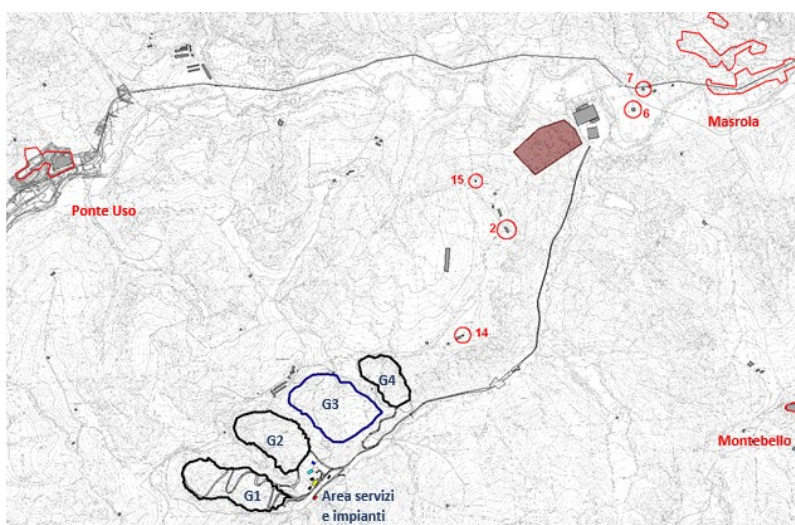 7
6
Masrola
15
Ponte Uso
2
14
G4
G3
G2
Montebello
G1
Area servizi
e impianti